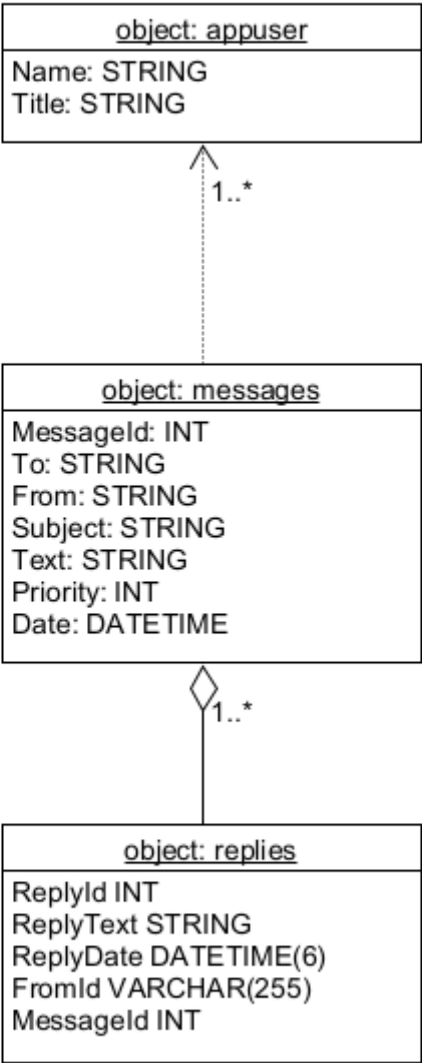 object: appuser
Name: STRING
Title: STRING
1..*
object: messages
MessageId: INT
To: STRING
From: STRING
Subject: STRING
Text: STRING
Priority: INT
Date: DATETIME
1..*
object: replies
ReplyId INT
ReplyText STRING
ReplyDate DATETIME(6)
FromId VARCHAR(255)
MessageId INT